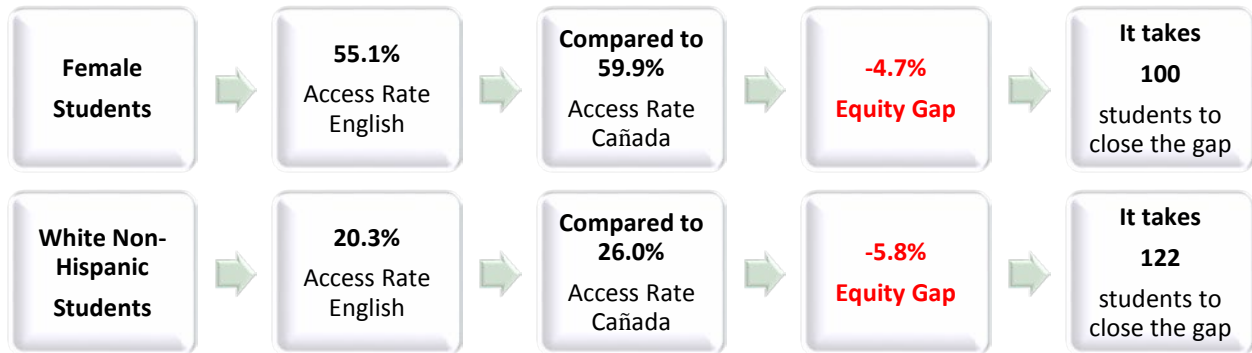 Female
Students
55.1%
Access Rate
English
Compared to
59.9%
Access Rate
Cañada
-4.7%
Equity Gap
It takes
100
students to
close the gap
White Non-
Hispanic
Students
20.3%
Access Rate
English
Compared to
26.0%
Access Rate
Cañada
-5.8%
Equity Gap
It takes
122
students to
close the gap